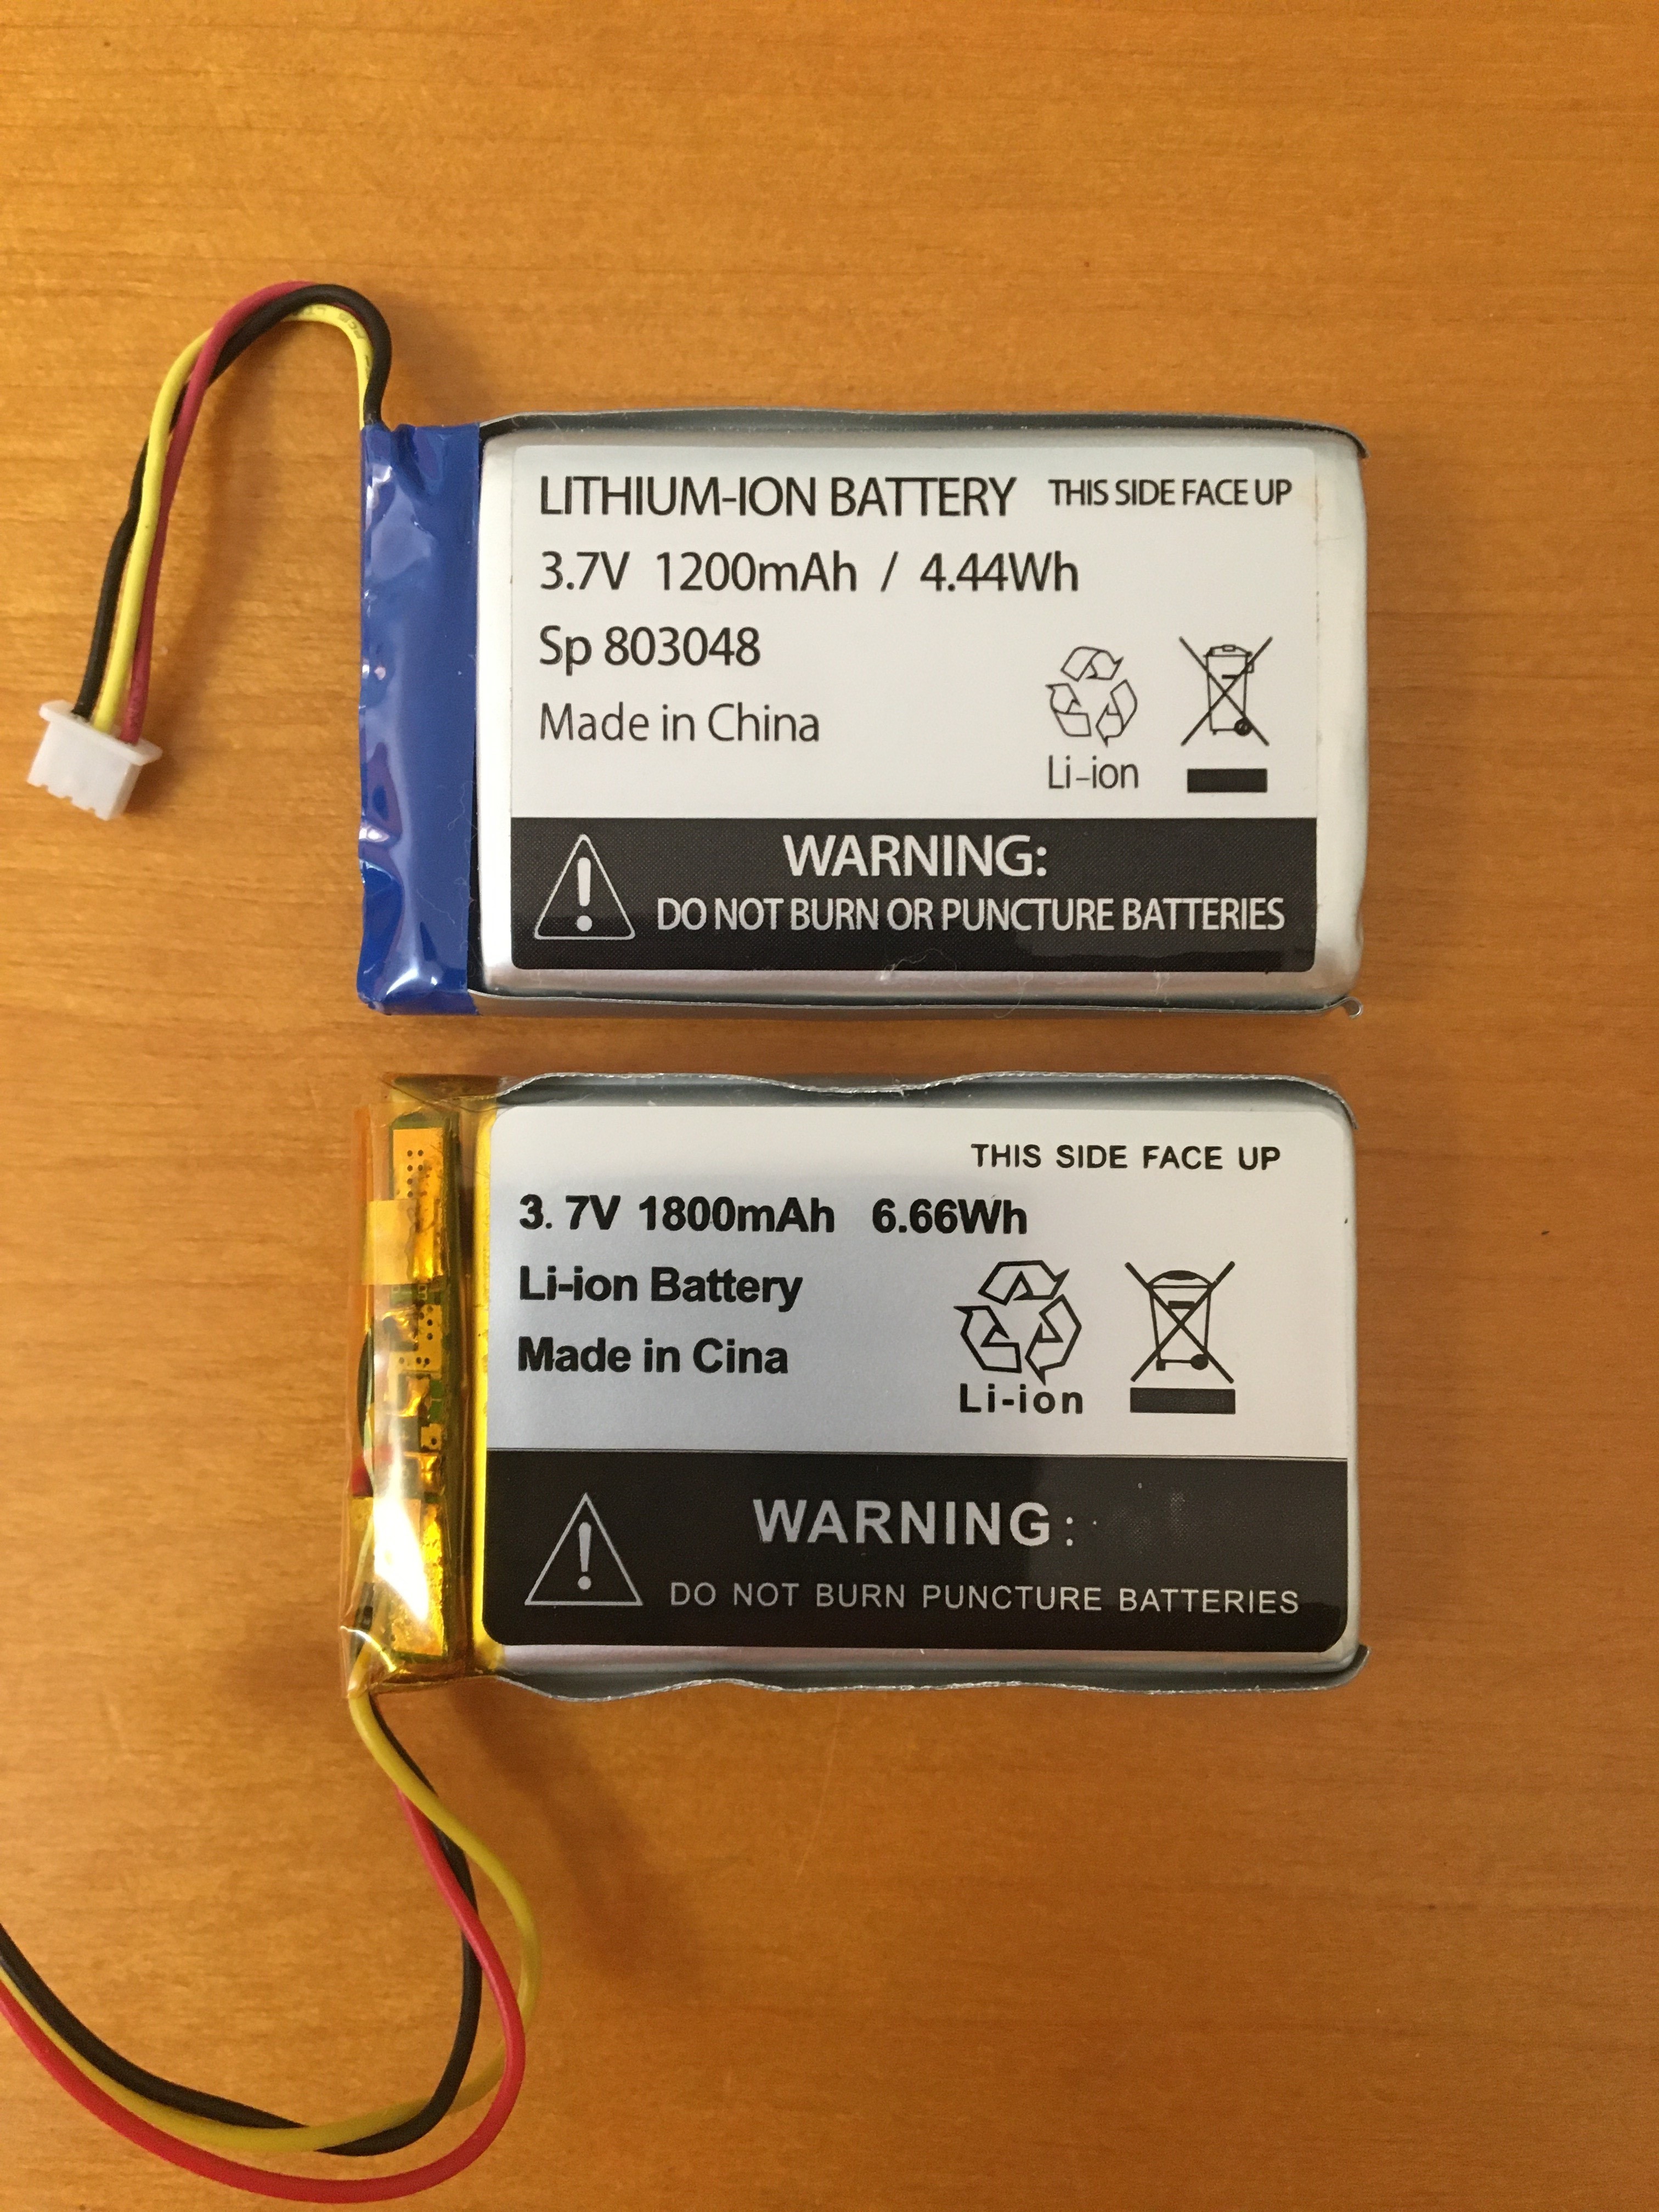 LITHIUM-ION BATTERY THIS SIDE FACE UP
3.7V 1200mAh / 4.44Wh
Sp 803048
Made in China
Li-ion
WARNING:
DO NOT BURN OR PUNCTURE BATTERIES
THIS SIDE FACE UP
3. 7V 1800mAh 6.66Wh
Li-ion Battery
Made in Cina
Li-ion
WARNING:
DO NOT BURN PUNCTURE BATTERIES